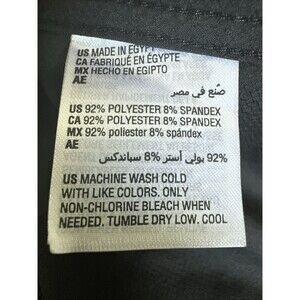 US MADE IN EGYPT
CA FABRIQUÉ EN ÉGYPTE
MX HECHO EN EGIPTO
AE
صُنع في مصر
US 92% POLYESTER 8% SPANDEX
CA 92% POLYESTER 8% SPANDEX
MX 92% poliester 8% spándex
AE
92% بولي أستر 8% سباندكس
US MACHINE WASH COLD
WITH LIKE COLORS. ONLY
NON-CHLORINE BLEACH WHEN
NEEDED. TUMBLE DRY LOW. COOL